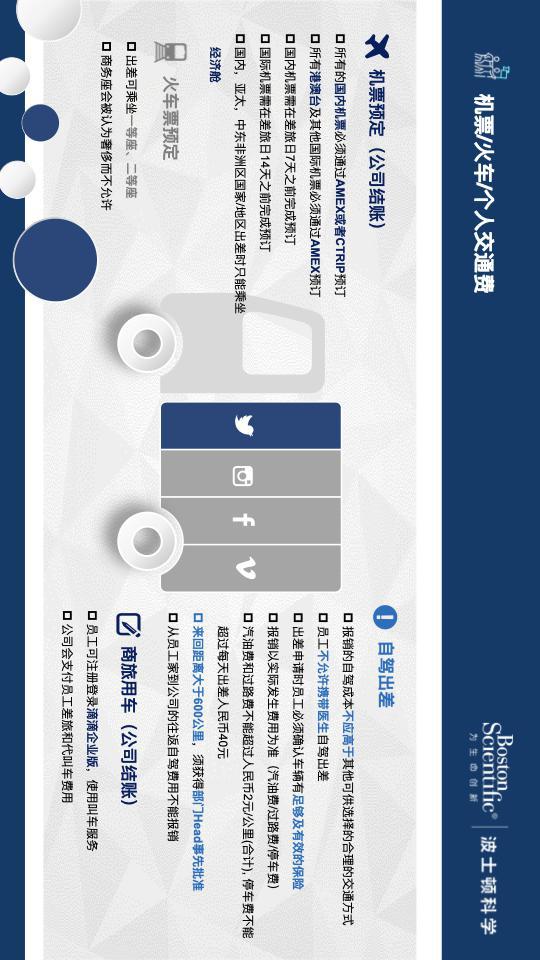 机票/火车/个人交通费
Boston
Scientific®
为生命创新
波士顿科学
机票预定（公司结账）
所有的国内机票必须通过AMEX或者CTRIP预订
所有港澳台及其他国际机票必须通过AMEX预订
国内机票需在差旅日7天之前完成预订
国际机票需在差旅日14天之前完成预订
国内，亚太，中东非洲区国家/地区出差时只能乘坐
经济舱
火车票预定
出差可乘坐一等座、二等座
商务座会被认为奢侈而不允许
自驾出差
报销的自驾成本不应高于其他可供选择的合理的交通方式
员工不允许携带医生自驾出差
出差申请时员工必须确认车辆有足够及有效的保险
报销以实际发生费用为准（汽油费/过路费/停车费）
汽油费和过路费不能超过人民币2元/公里(合计), 停车费不能
超过每天出差人民币40元
来回距离大于600公里，须获得部门Head事先批准
从员工家到公司的往返自驾费用不能报销
商旅用车（公司结账）
员工可注册登录滴滴企业版，使用叫车服务
公司会支付员工差旅和代叫车费用